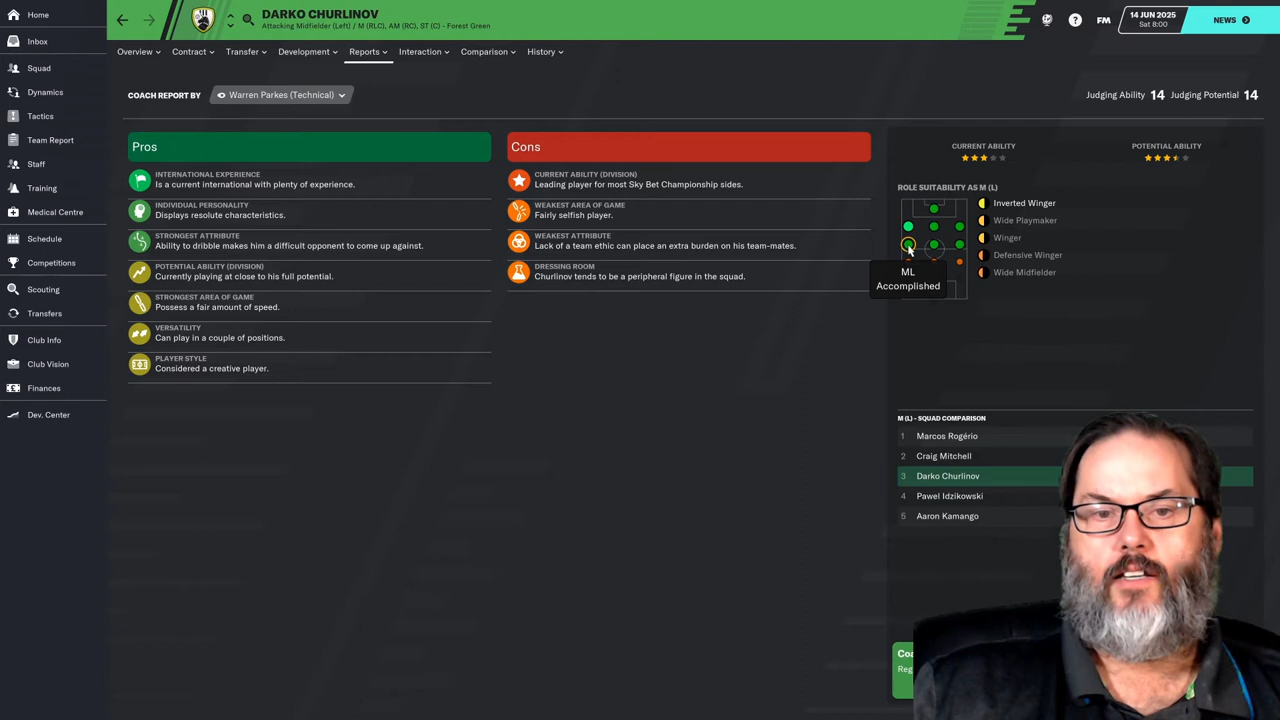 DARKO CHURLINOV
Attacking Midfielder (Left) / M (RLC), AM (RC), ST (C) - Forest Green
FM
14 JUN 2025
Sat 8:00
NEWS
Home
Inbox
Squad
Dynamics
Tactics
Team Report
Staff
Training
Medical Centre
Schedule
Competitions
Scouting
Transfers
Club Info
Club Vision
Finances
Dev. Center
Overview
Contract
Transfer
Development
Reports
Interaction
Comparison
History
COACH REPORT BY
Warren Parkes (Technical)
Judging Ability 14
Judging Potential 14
Pros
INTERNATIONAL EXPERIENCE
Is a current international with plenty of experience.
INDIVIDUAL PERSONALITY
Displays resolute characteristics.
STRONGEST ATTRIBUTE
Ability to dribble makes him a difficult opponent to come up against.
POTENTIAL ABILITY (DIVISION)
Currently playing at close to his full potential.
STRONGEST AREA OF GAME
Possess a fair amount of speed.
VERSATILITY
Can play in a couple of positions.
PLAYER STYLE
Considered a creative player.
Cons
CURRENT ABILITY (DIVISION)
Leading player for most Sky Bet Championship sides.
WEAKEST AREA OF GAME
Fairly selfish player.
WEAKEST ATTRIBUTE
Lack of a team ethic can place an extra burden on his team-mates.
DRESSING ROOM
Churlinov tends to be a peripheral figure in the squad.
CURRENT ABILITY
POTENTIAL ABILITY
ROLE SUITABILITY AS M (L)
Inverted Winger
Wide Playmaker
Winger
Defensive Winger
Wide Midfielder
ML
Accomplished
M (L) - SQUAD COMPARISON
1 Marcos Rogério
2 Craig Mitchell
3 Darko Churlinov
4 Pawel Idzikowski
5 Aaron Kamango